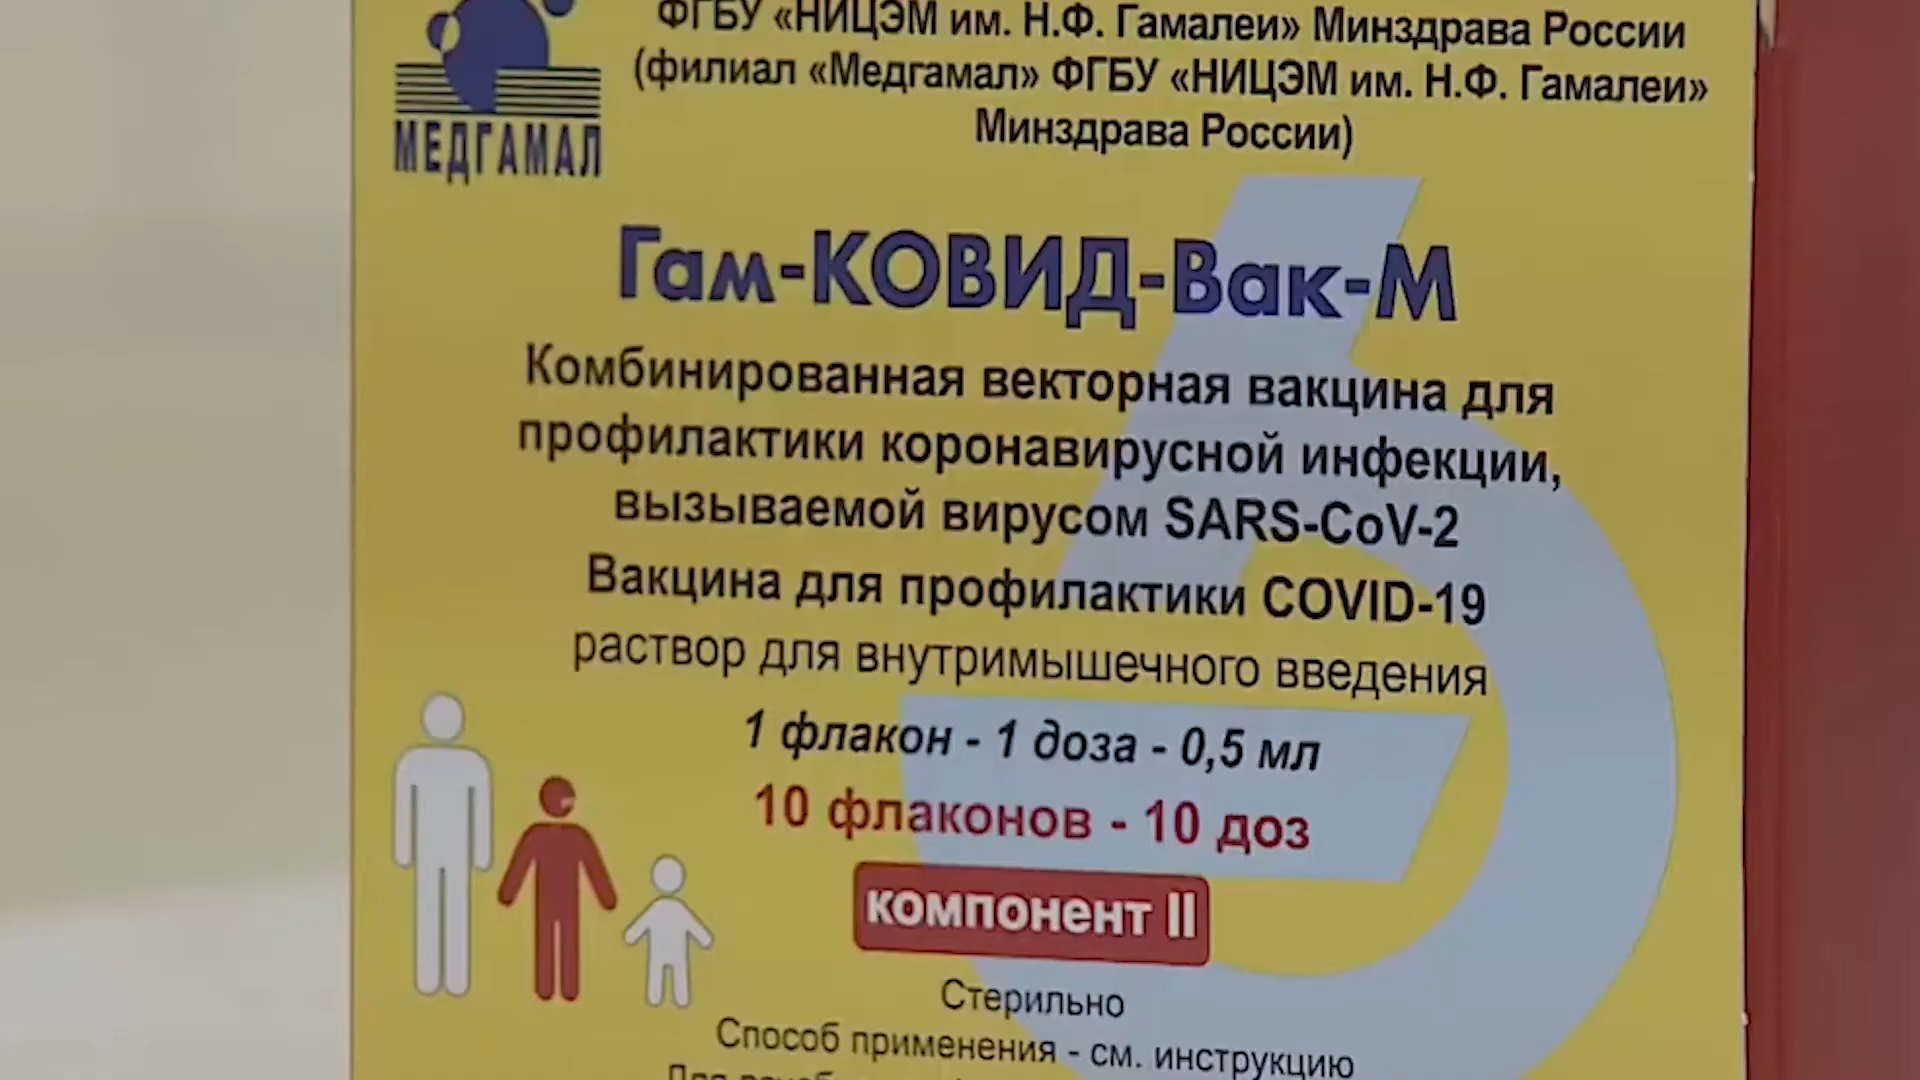 ФГБУ «НИЦЭМ им. Н.Ф. Гамалеи» Минздрава России
(филиал «Медгамал» ФГБУ «НИЦЭМ им. Н.Ф. Гамалеи»
Минздрава России)
МЕДГАМАЛ
Гам-КОВИД-Вак-М
Комбинированная векторная вакцина для
профилактики коронавирусной инфекции,
вызываемой вирусом SARS-CoV-2
Вакцина для профилактики COVID-19
раствор для внутримышечного введения
1 флакон - 1 доза - 0,5 мл
10 флаконов - 10 доз
компонент II
Стерильно
Способ применения - см. инструкцию